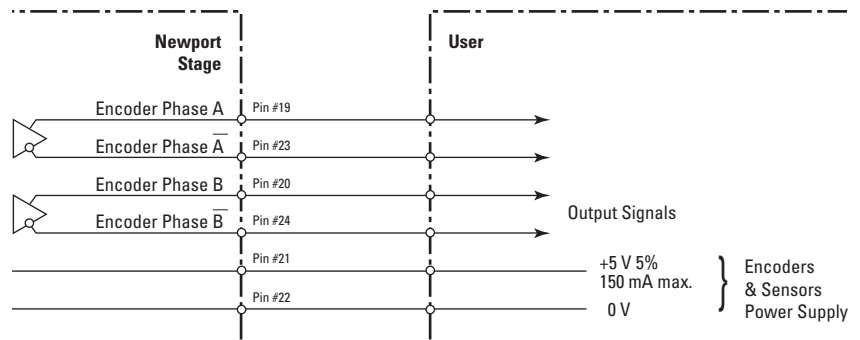 Newport
Stage
User
Encoder Phase A
Pin #19
Encoder Phase A̅
Pin #23
Encoder Phase B
Pin #20
Encoder Phase B̅
Pin #24
Output Signals
Pin #21
+5 V 5%
150 mA max.
Pin #22
0 V
Encoders
& Sensors
Power Supply